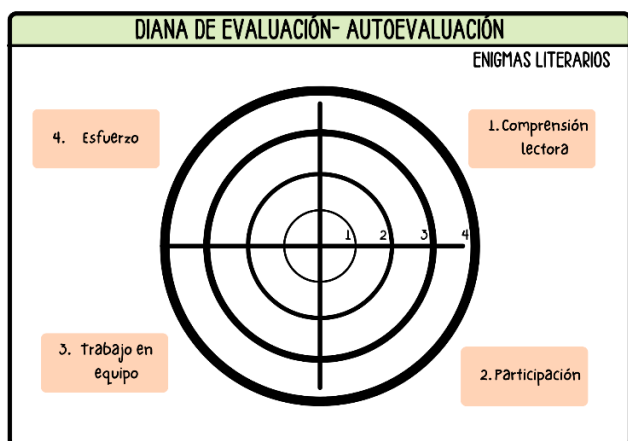 DIANA DE EVALUACIÓN- AUTOEVALUACIÓN
ENIGMAS LITERARIOS
4. Esfuerzo
1. Comprensión
lectora
1 2 3 4
3. Trabajo en
equipo
2. Participación